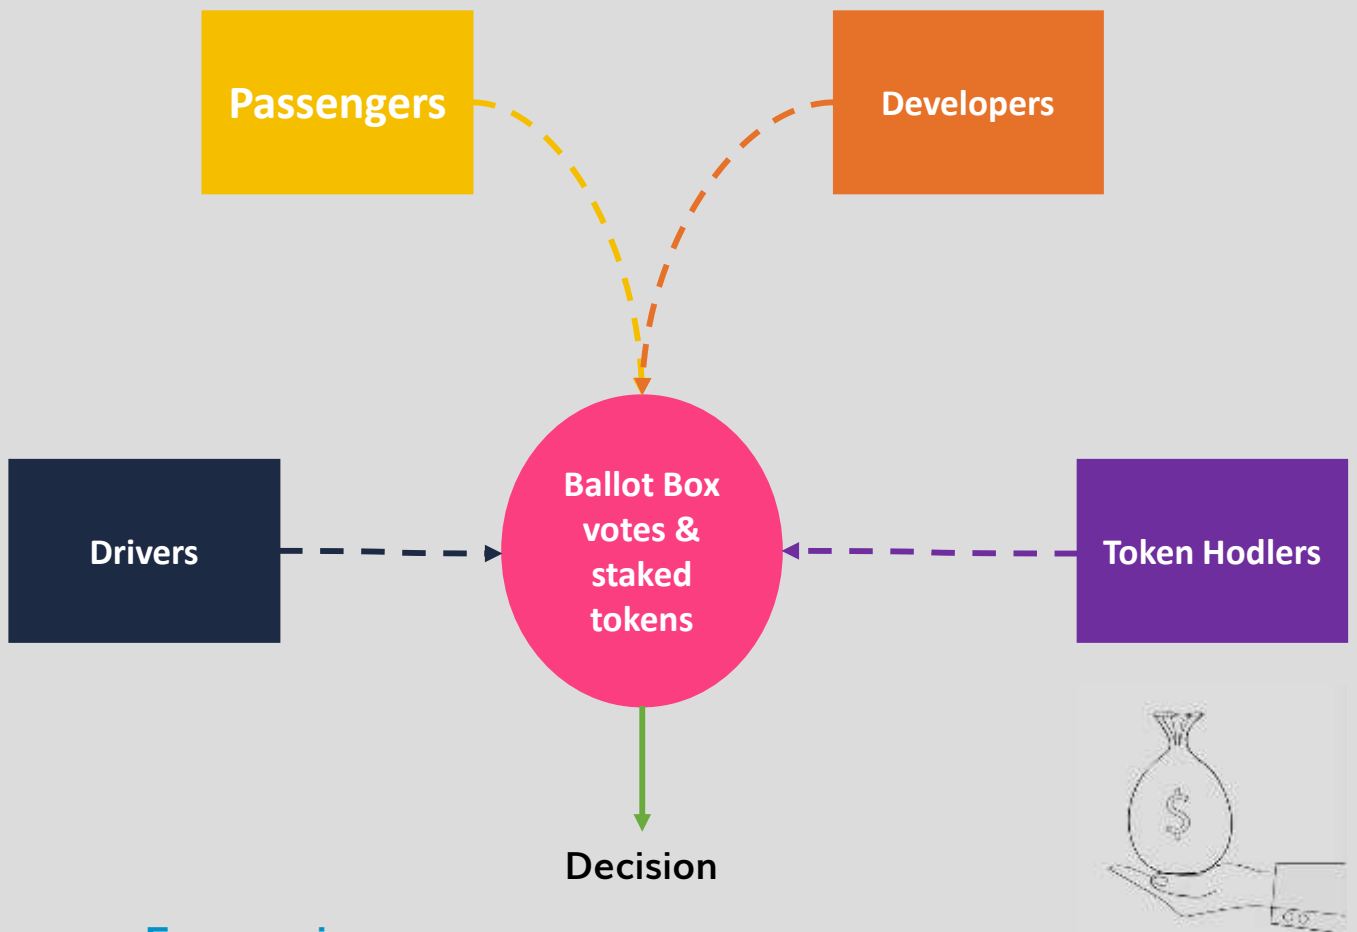 Passengers
Developers
Ballot Box
votes &
staked
tokens
Drivers
Token Hodlers
$
Decision